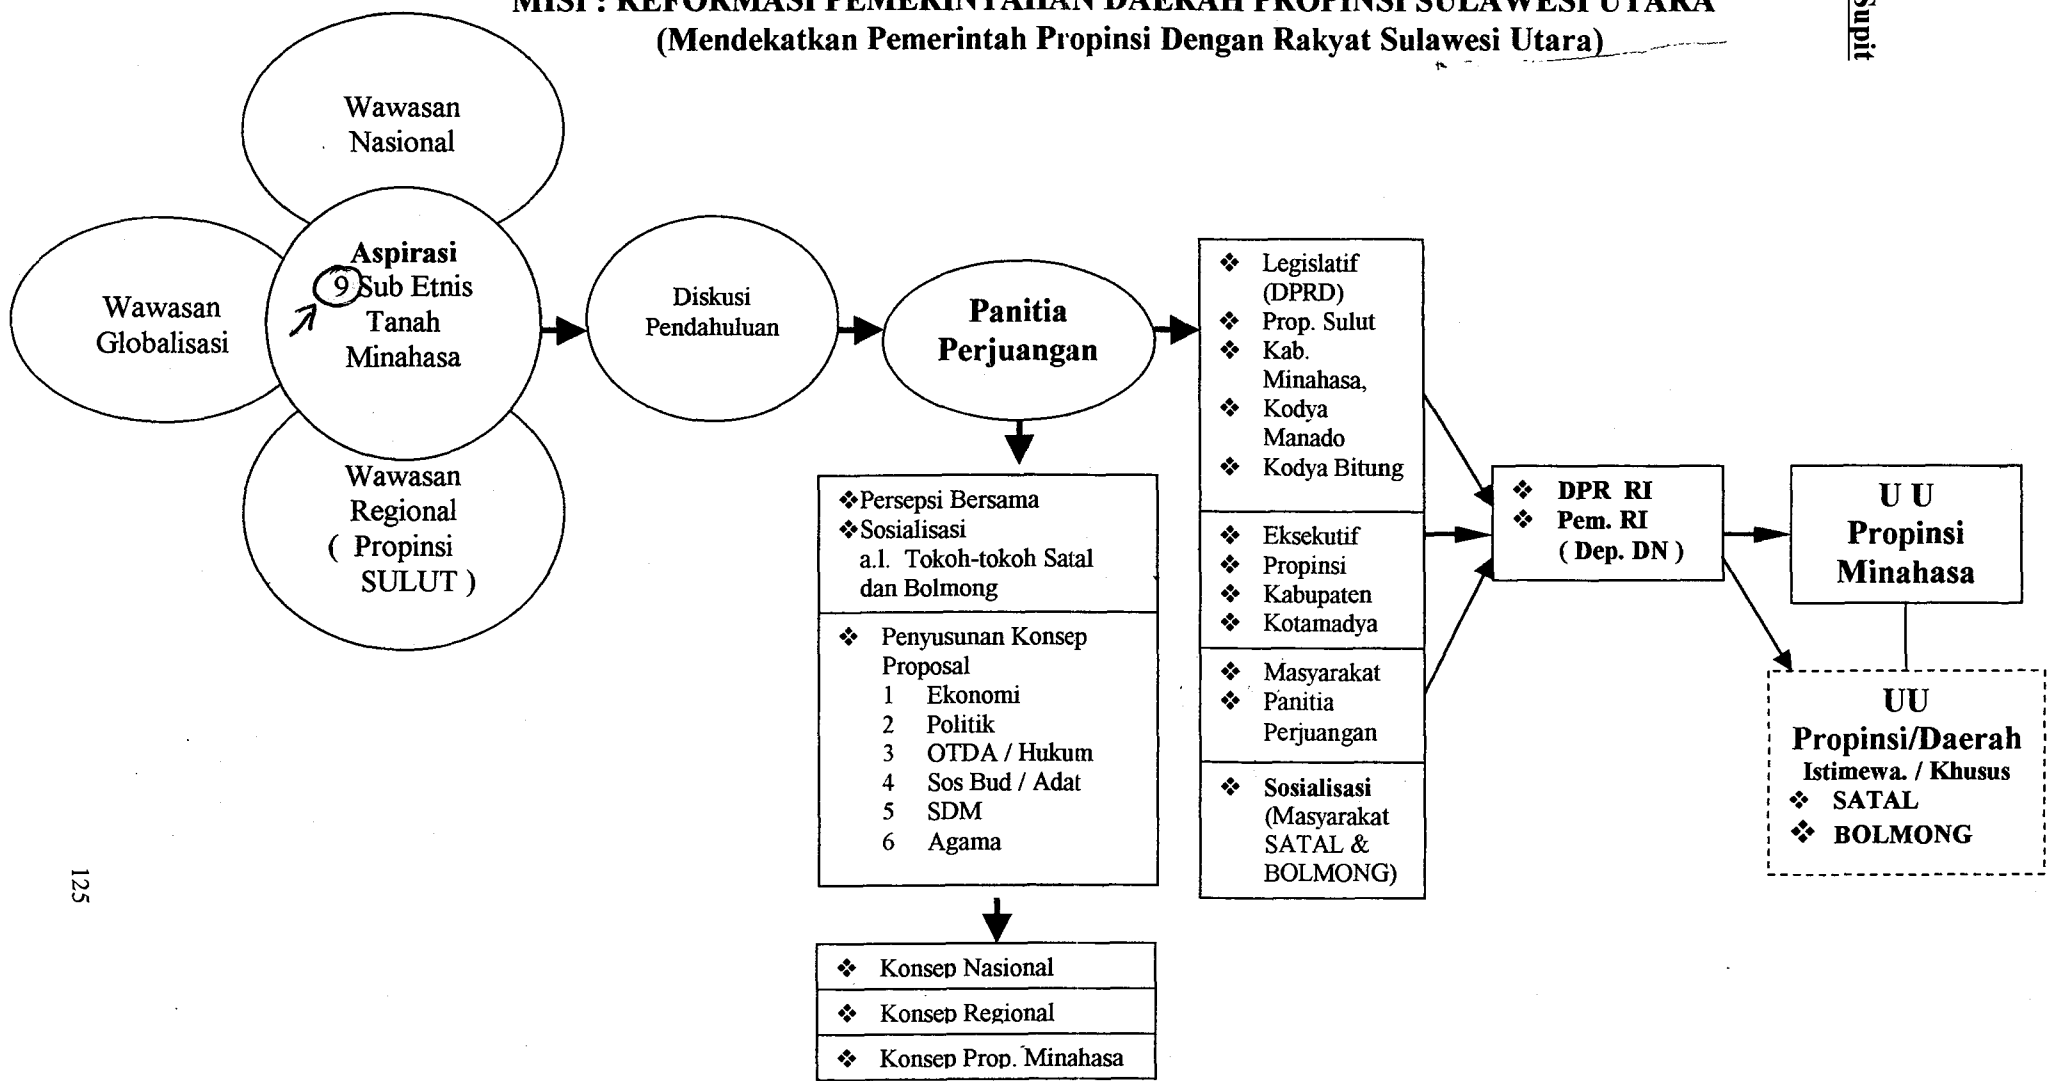 MISI : REFORMASI PEMERINTAHAN DAERAH PROPINSI SULAWESI UTARA
(Mendekatkan Pemerintah Propinsi Dengan Rakyat Sulawesi Utara)
Supit
Wawasan
Nasional
Wawasan
Globalisasi
Aspirasi
9 Sub Etnis
Tanah
Minahasa
Wawasan
Regional
( Propinsi
SULUT )
Diskusi
Pendahuluan
Panitia
Perjuangan
❖ Persepsi Bersama
❖ Sosialisasi
a.l. Tokoh-tokoh Satal
dan Bolmong
❖ Penyusunan Konsep
Proposal
1 Ekonomi
2 Politik
3 OTDA / Hukum
4 Sos Bud / Adat
5 SDM
6 Agama
❖ Konsep Nasional
❖ Konsep Regional
❖ Konsep Prop. Minahasa
❖ Legislatif
(DPRD)
❖ Prop. Sulut
❖ Kab.
Minahasa,
❖ Kodya
Manado
❖ Kodya Bitung
❖ Eksekutif
❖ Propinsi
❖ Kabupaten
❖ Kotamadya
❖ Masyarakat
❖ Panitia
Perjuangan
❖ Sosialisasi
(Masyarakat
SATAL &
BOLMONG)
❖ DPR RI
❖ Pem. RI
( Dep. DN )
U U
Propinsi
Minahasa
UU
Propinsi/Daerah
Istimewa. / Khusus
❖ SATAL
❖ BOLMONG
125